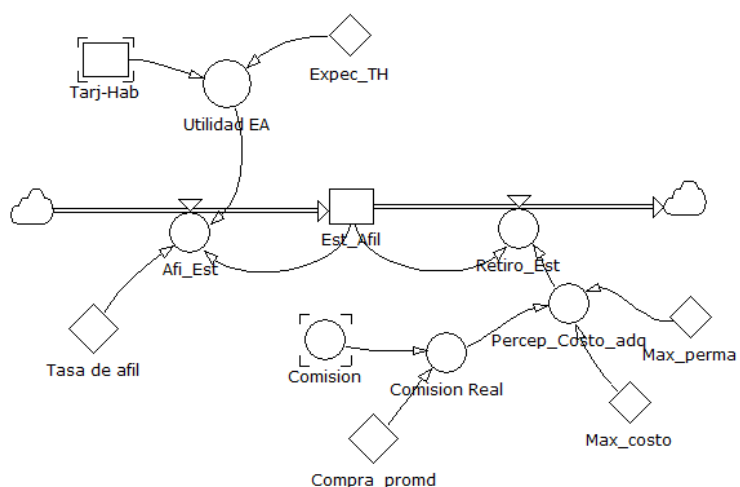 Expec_TH
Tarj-Hab
Utilidad EA
Est_Afil
Afi_Est
Retiro_Est
Percep_Costo_adq
Max_perma
Tasa de afil
Comision
Comision Real
Max_costo
Compra_promd